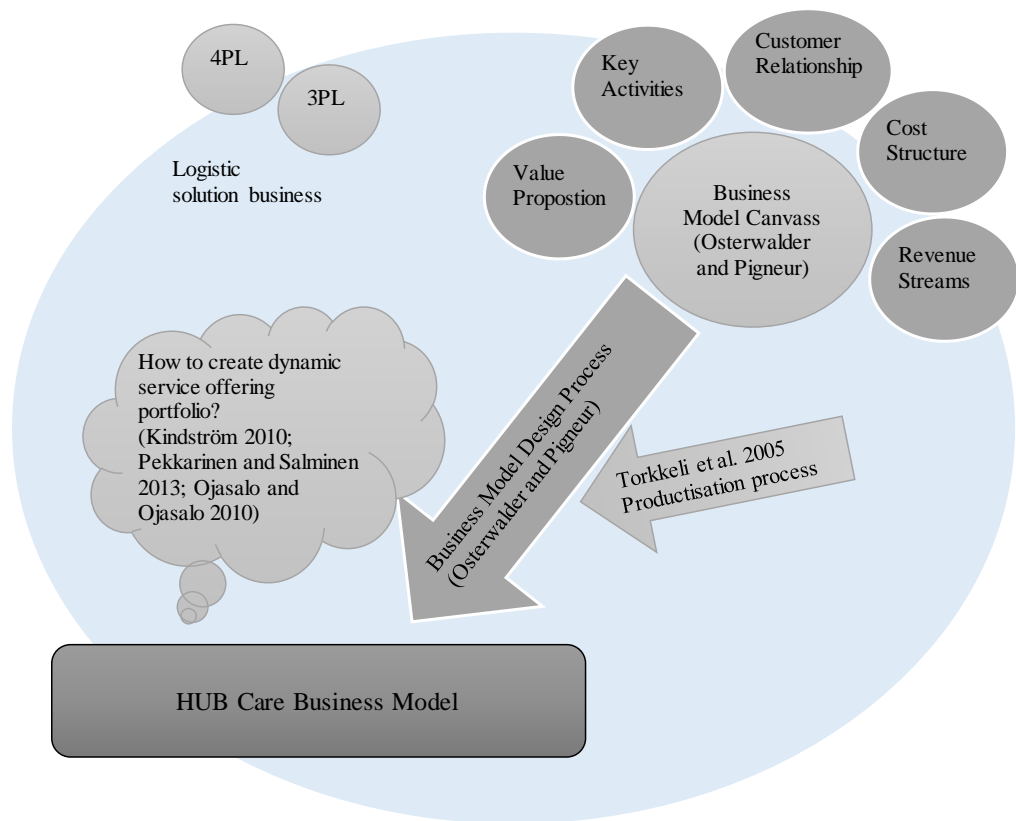 4PL
3PL
Logistic
solution business
Key
Activities
Customer
Relationship
Cost
Structure
Value
Propostion
Business
Model Canvass
(Osterwalder
and Pigneur)
Revenue
Streams
How to create dynamic
service offering
portfolio?
(Kindström 2010;
Pekkarinen and Salminen
2013; Ojasalo and
Ojasalo 2010)
Business Model Design Process
(Osterwalder and Pigneur)
Torkkeli et al. 2005
Productisation process
HUB Care Business Model